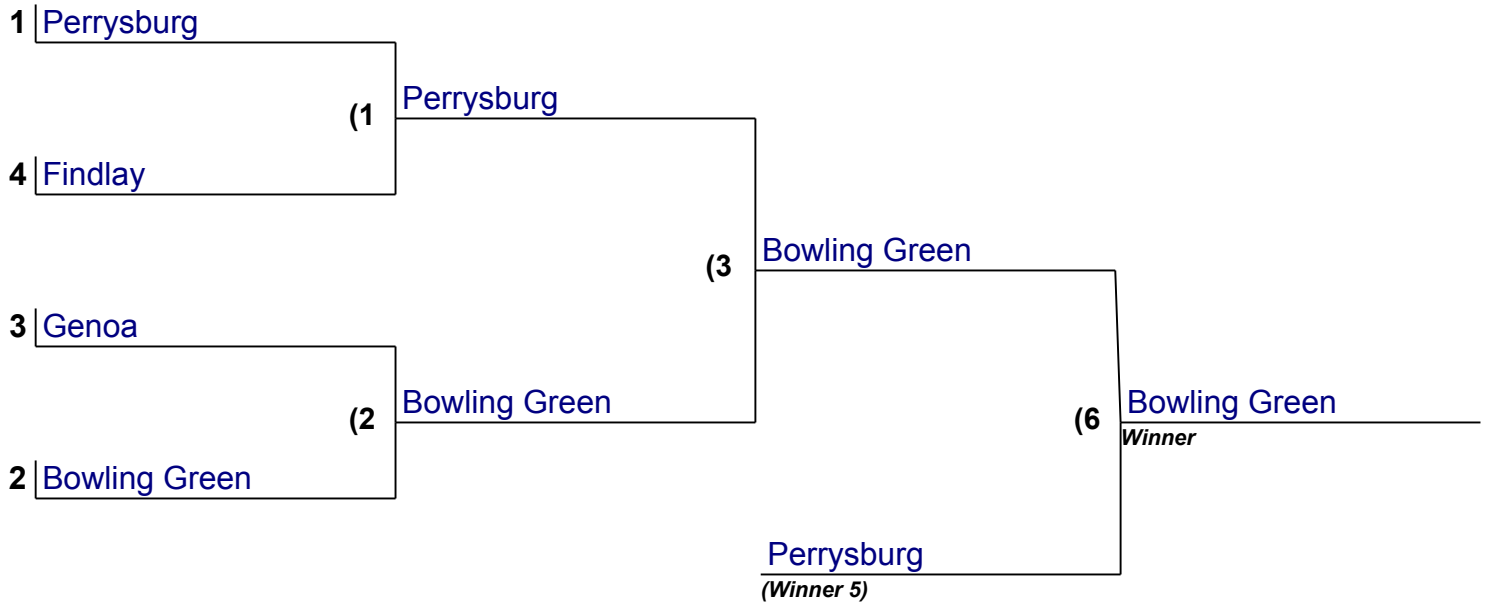 1 Perrysburg
(1 Perrysburg
4 Findlay
(3 Bowling Green
3 Genoa
(2 Bowling Green
(6 Bowling Green
Winner
2 Bowling Green
Perrysburg
(Winner 5)